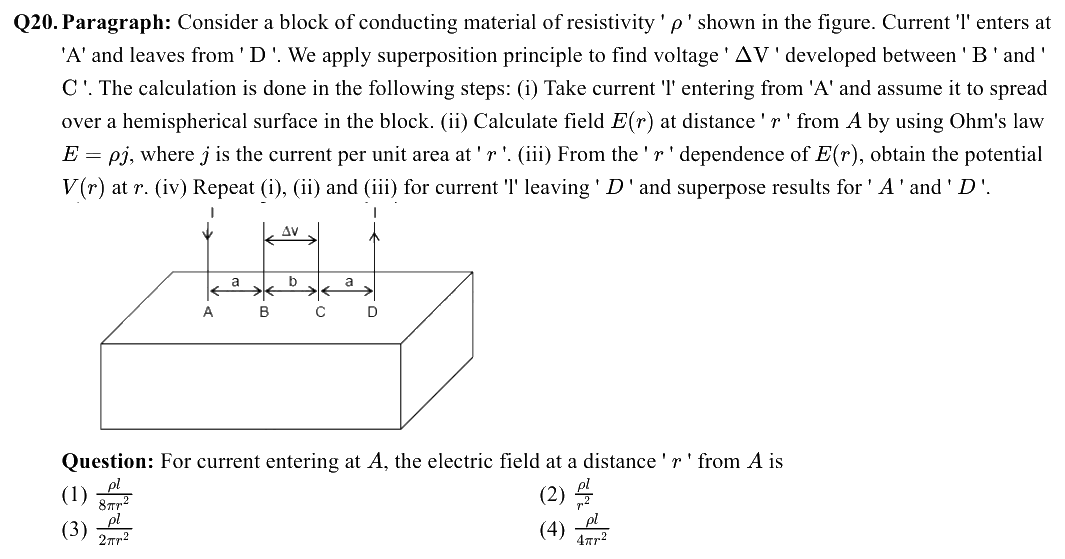 Q20. Paragraph: Consider a block of conducting material of resistivity ' ρ ' shown in the figure. Current 'l' enters at
'A' and leaves from ' D '. We apply superposition principle to find voltage ' ΔV ' developed between ' B ' and '
C '. The calculation is done in the following steps: (i) Take current 'l' entering from 'A' and assume it to spread
over a hemispherical surface in the block. (ii) Calculate field E(r) at distance ' r ' from A by using Ohm's law
E = ρj, where j is the current per unit area at ' r '. (iii) From the ' r ' dependence of E(r), obtain the potential
V(r) at r. (iv) Repeat (i), (ii) and (iii) for current 'l' leaving ' D ' and superpose results for ' A ' and ' D '.
I I
ΔV
a b a
A B C D
Question: For current entering at A, the electric field at a distance ' r ' from A is
(1) ρl/8πr² (2) ρl/r²
(3) ρl/2πr² (4) ρl/4πr²